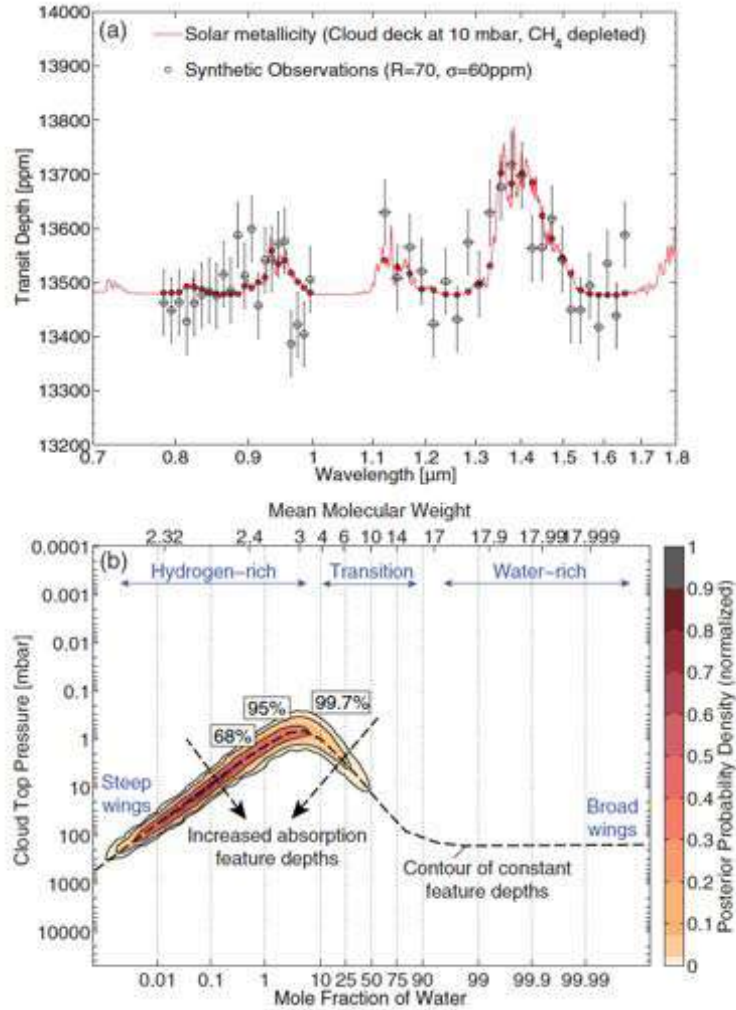 14000
(a)
Solar metallicity (Cloud deck at 10 mbar, CH4 depleted)
13900
Synthetic Observations (R=70, σ=60ppm)
13800
13700
13600
13500
13400
13300
13200
Transit Depth [ppm]
0.7 0.8 0.9 1 1.1 1.2 1.3 1.4 1.5 1.6 1.7 1.8
Wavelength [μm]
Mean Molecular Weight
2.32 2.4 3 4 6 10 14 17 17.9 17.99 17.999
(b)
Hydrogen–rich
Transition
Water–rich
0.0001
0.001
0.01
0.1
1
10
100
1000
10000
Cloud Top Pressure [mbar]
95%
99.7%
68%
Steep
wings
Increased absorption
feature depths
Broad
wings
Contour of constant
feature depths
0.01 0.1 1 10 25 50 75 90 99 99.9 99.99
Mole Fraction of Water
1
0.9
0.8
0.7
0.6
0.5
0.4
0.3
0.2
0.1
0
Posterior Probability Density (normalized)